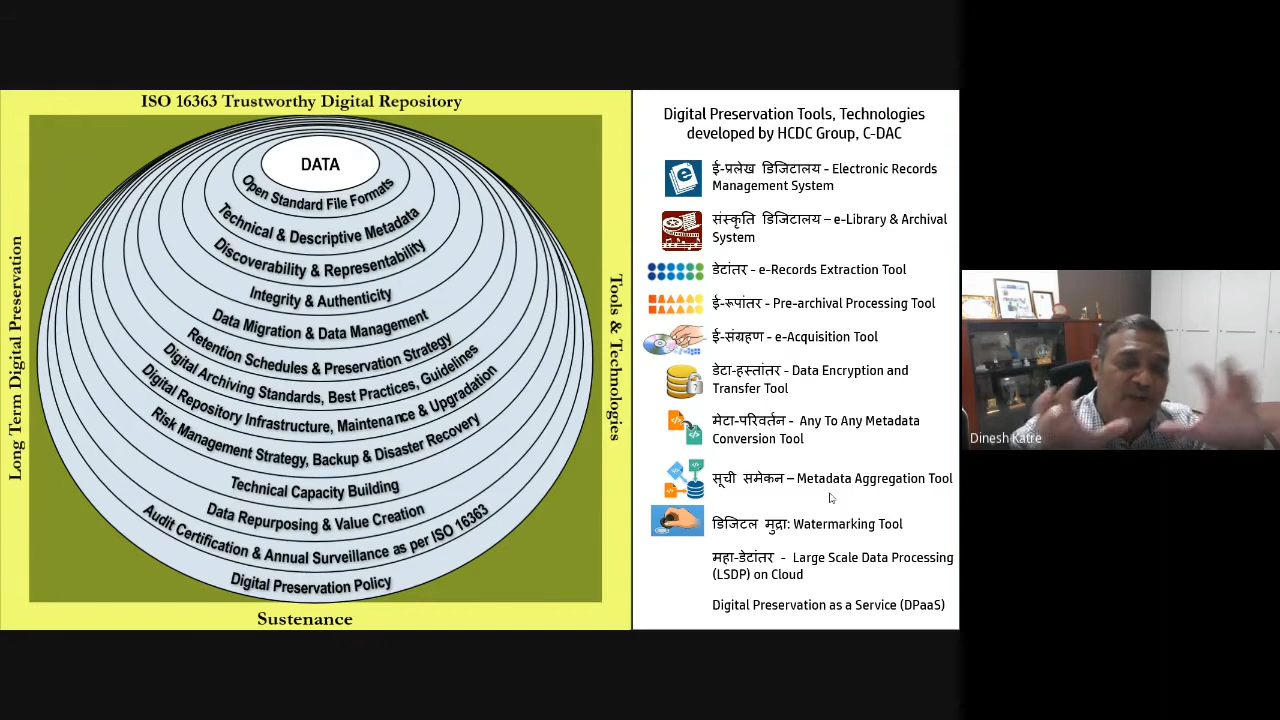 ISO 16363 Trustworthy Digital Repository
Long Term Digital Preservation
DATA
Open Standard File Formats
Technical & Descriptive Metadata
Discoverability & Representability
Integrity & Authenticity
Data Migration & Data Management
Retention Schedules & Preservation Strategy
Digital Archiving Standards, Best Practices, Guidelines
Digital Repository Infrastructure, Maintenance & Upgradation
Risk Management Strategy, Backup & Disaster Recovery
Technical Capacity Building
Data Repurposing & Value Creation
Audit Certification & Annual Surveillance as per ISO 16363
Digital Preservation Policy
Tools & Technologies
Sustenance
Digital Preservation Tools, Technologies
developed by HCDC Group, C-DAC
ई-प्रलेख डिजिटालय - Electronic Records
Management System
संस्कृति डिजिटालय – e-Library & Archival
System
डेटांतर - e-Records Extraction Tool
ई-रूपांतर - Pre-archival Processing Tool
ई-संग्रहण - e-Acquisition Tool
डेटा-हस्तांतर - Data Encryption and
Transfer Tool
मेटा-परिवर्तन - Any To Any Metadata
Conversion Tool
सूची समेकन – Metadata Aggregation Tool
डिजिटल मुद्रा: Watermarking Tool
महा-डेटांतर - Large Scale Data Processing
(LSDP) on Cloud
Digital Preservation as a Service (DPaaS)
Dinesh Katre